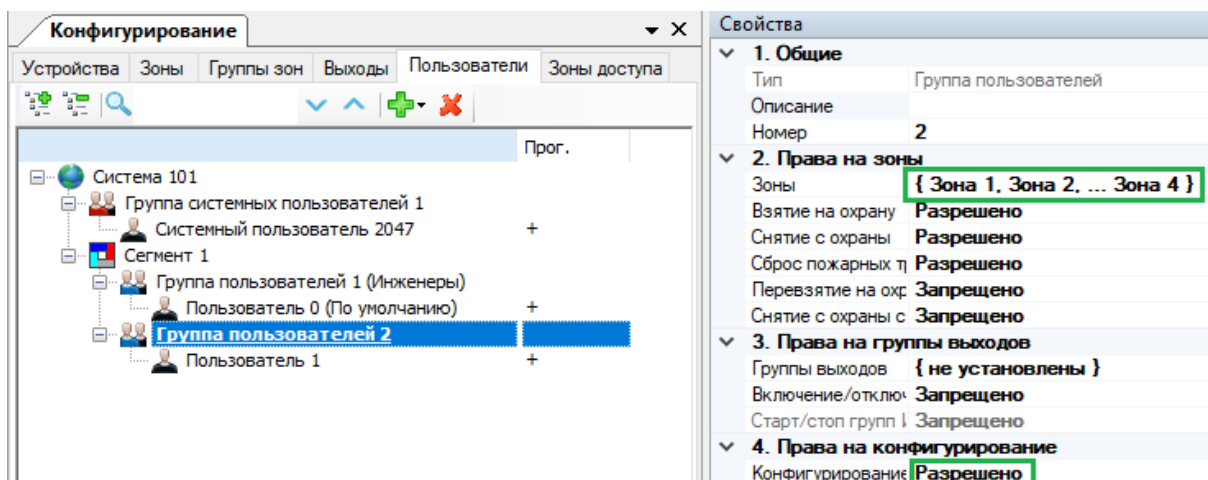 Конфигурирование
Устройства Зоны Группы зон Выходы Пользователи Зоны доступа
Прог.
Система 101
Группа системных пользователей 1
Системный пользователь 2047 +
Сегмент 1
Группа пользователей 1 (Инженеры)
Пользователь 0 (По умолчанию) +
Группа пользователей 2
Пользователь 1 +
Свойства
1. Общие
Тип Группа пользователей
Описание
Номер 2
2. Права на зоны
Зоны { Зона 1, Зона 2, ... Зона 4 }
Взятие на охрану Разрешено
Снятие с охраны Разрешено
Сброс пожарных т Разрешено
Перевзятие на охр Запрещено
Снятие с охраны с Запрещено
3. Права на группы выходов
Группы выходов { не установлены }
Включение/отключ Запрещено
Старт/стоп групп Запрещено
4. Права на конфигурирование
Конфигурирование Разрешено